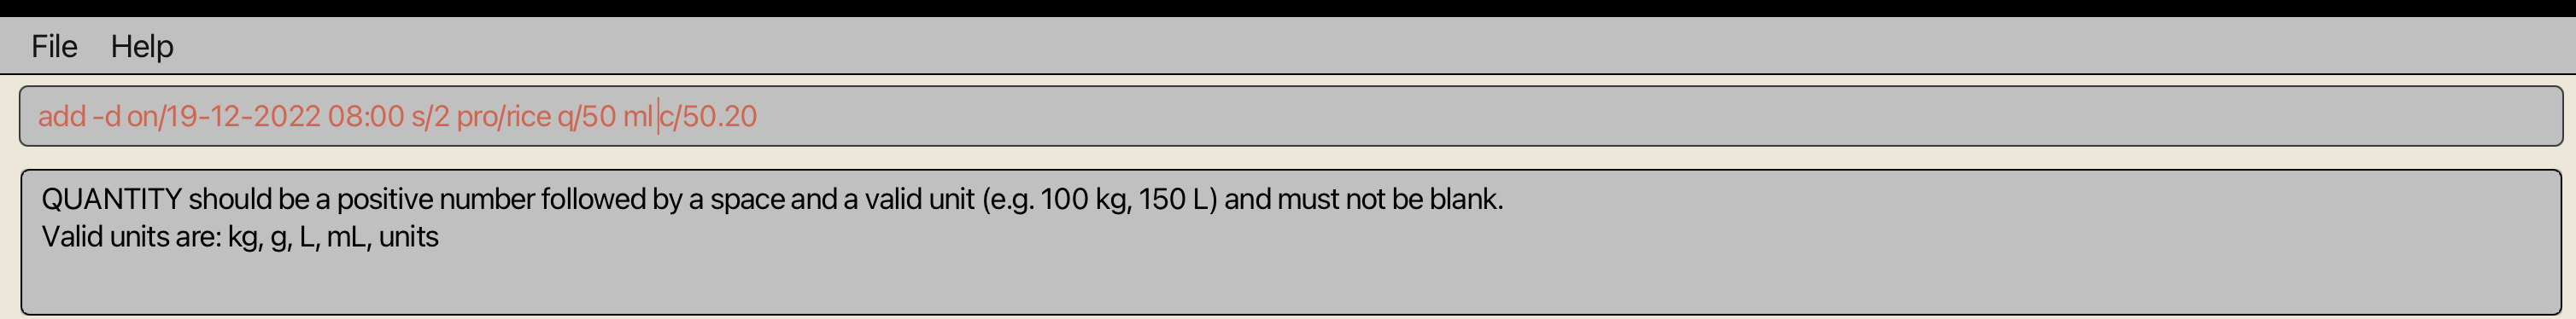 File Help
add -d on/19-12-2022 08:00 s/2 pro/rice q/50 ml c/50.20
QUANTITY should be a positive number followed by a space and a valid unit (e.g. 100 kg, 150 L) and must not be blank.
Valid units are: kg, g, L, mL, units